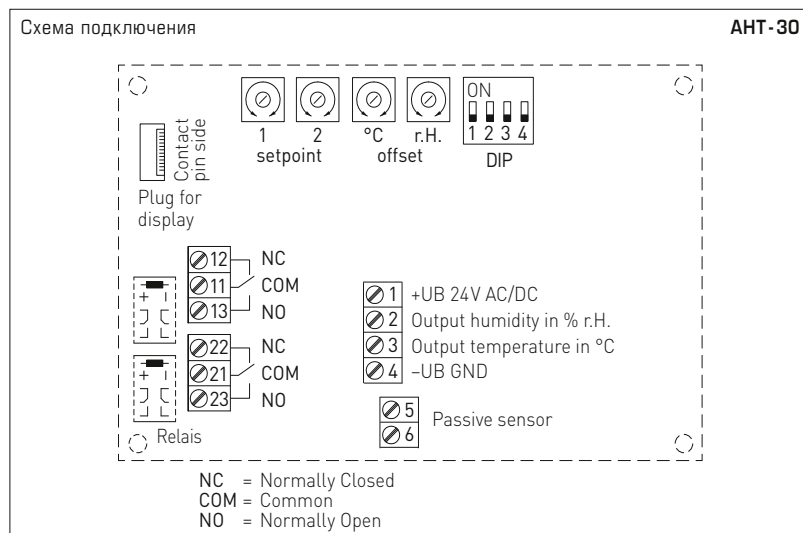 Схема подключения
AHT-30
1 2 °C r.H.
setpoint offset
ON
1 2 3 4
DIP
Contact
pin side
Plug for
display
12 NC
11 COM
13 NO
22 NC
21 COM
23 NO
+ −
+ −
Relais
1 +UB 24V AC/DC
2 Output humidity in % r.H.
3 Output temperature in °C
4 −UB GND
5
6
Passive sensor
NC = Normally Closed
COM = Common
NO = Normally Open